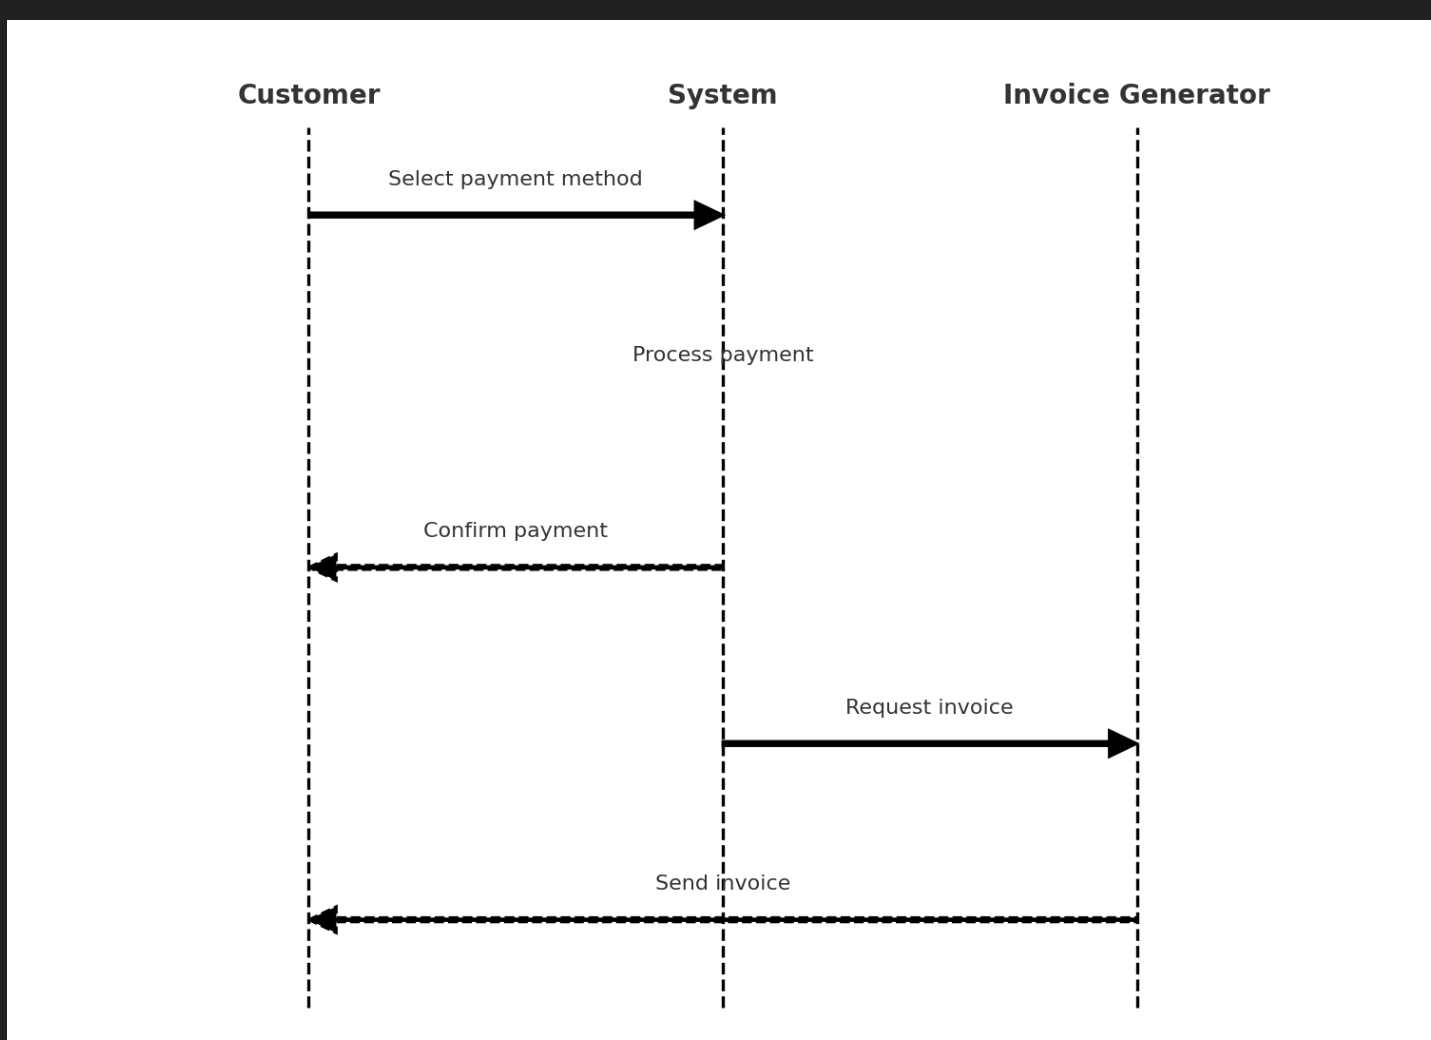 Customer System Invoice Generator
Select payment method
Process payment
Confirm payment
Request invoice
Send invoice